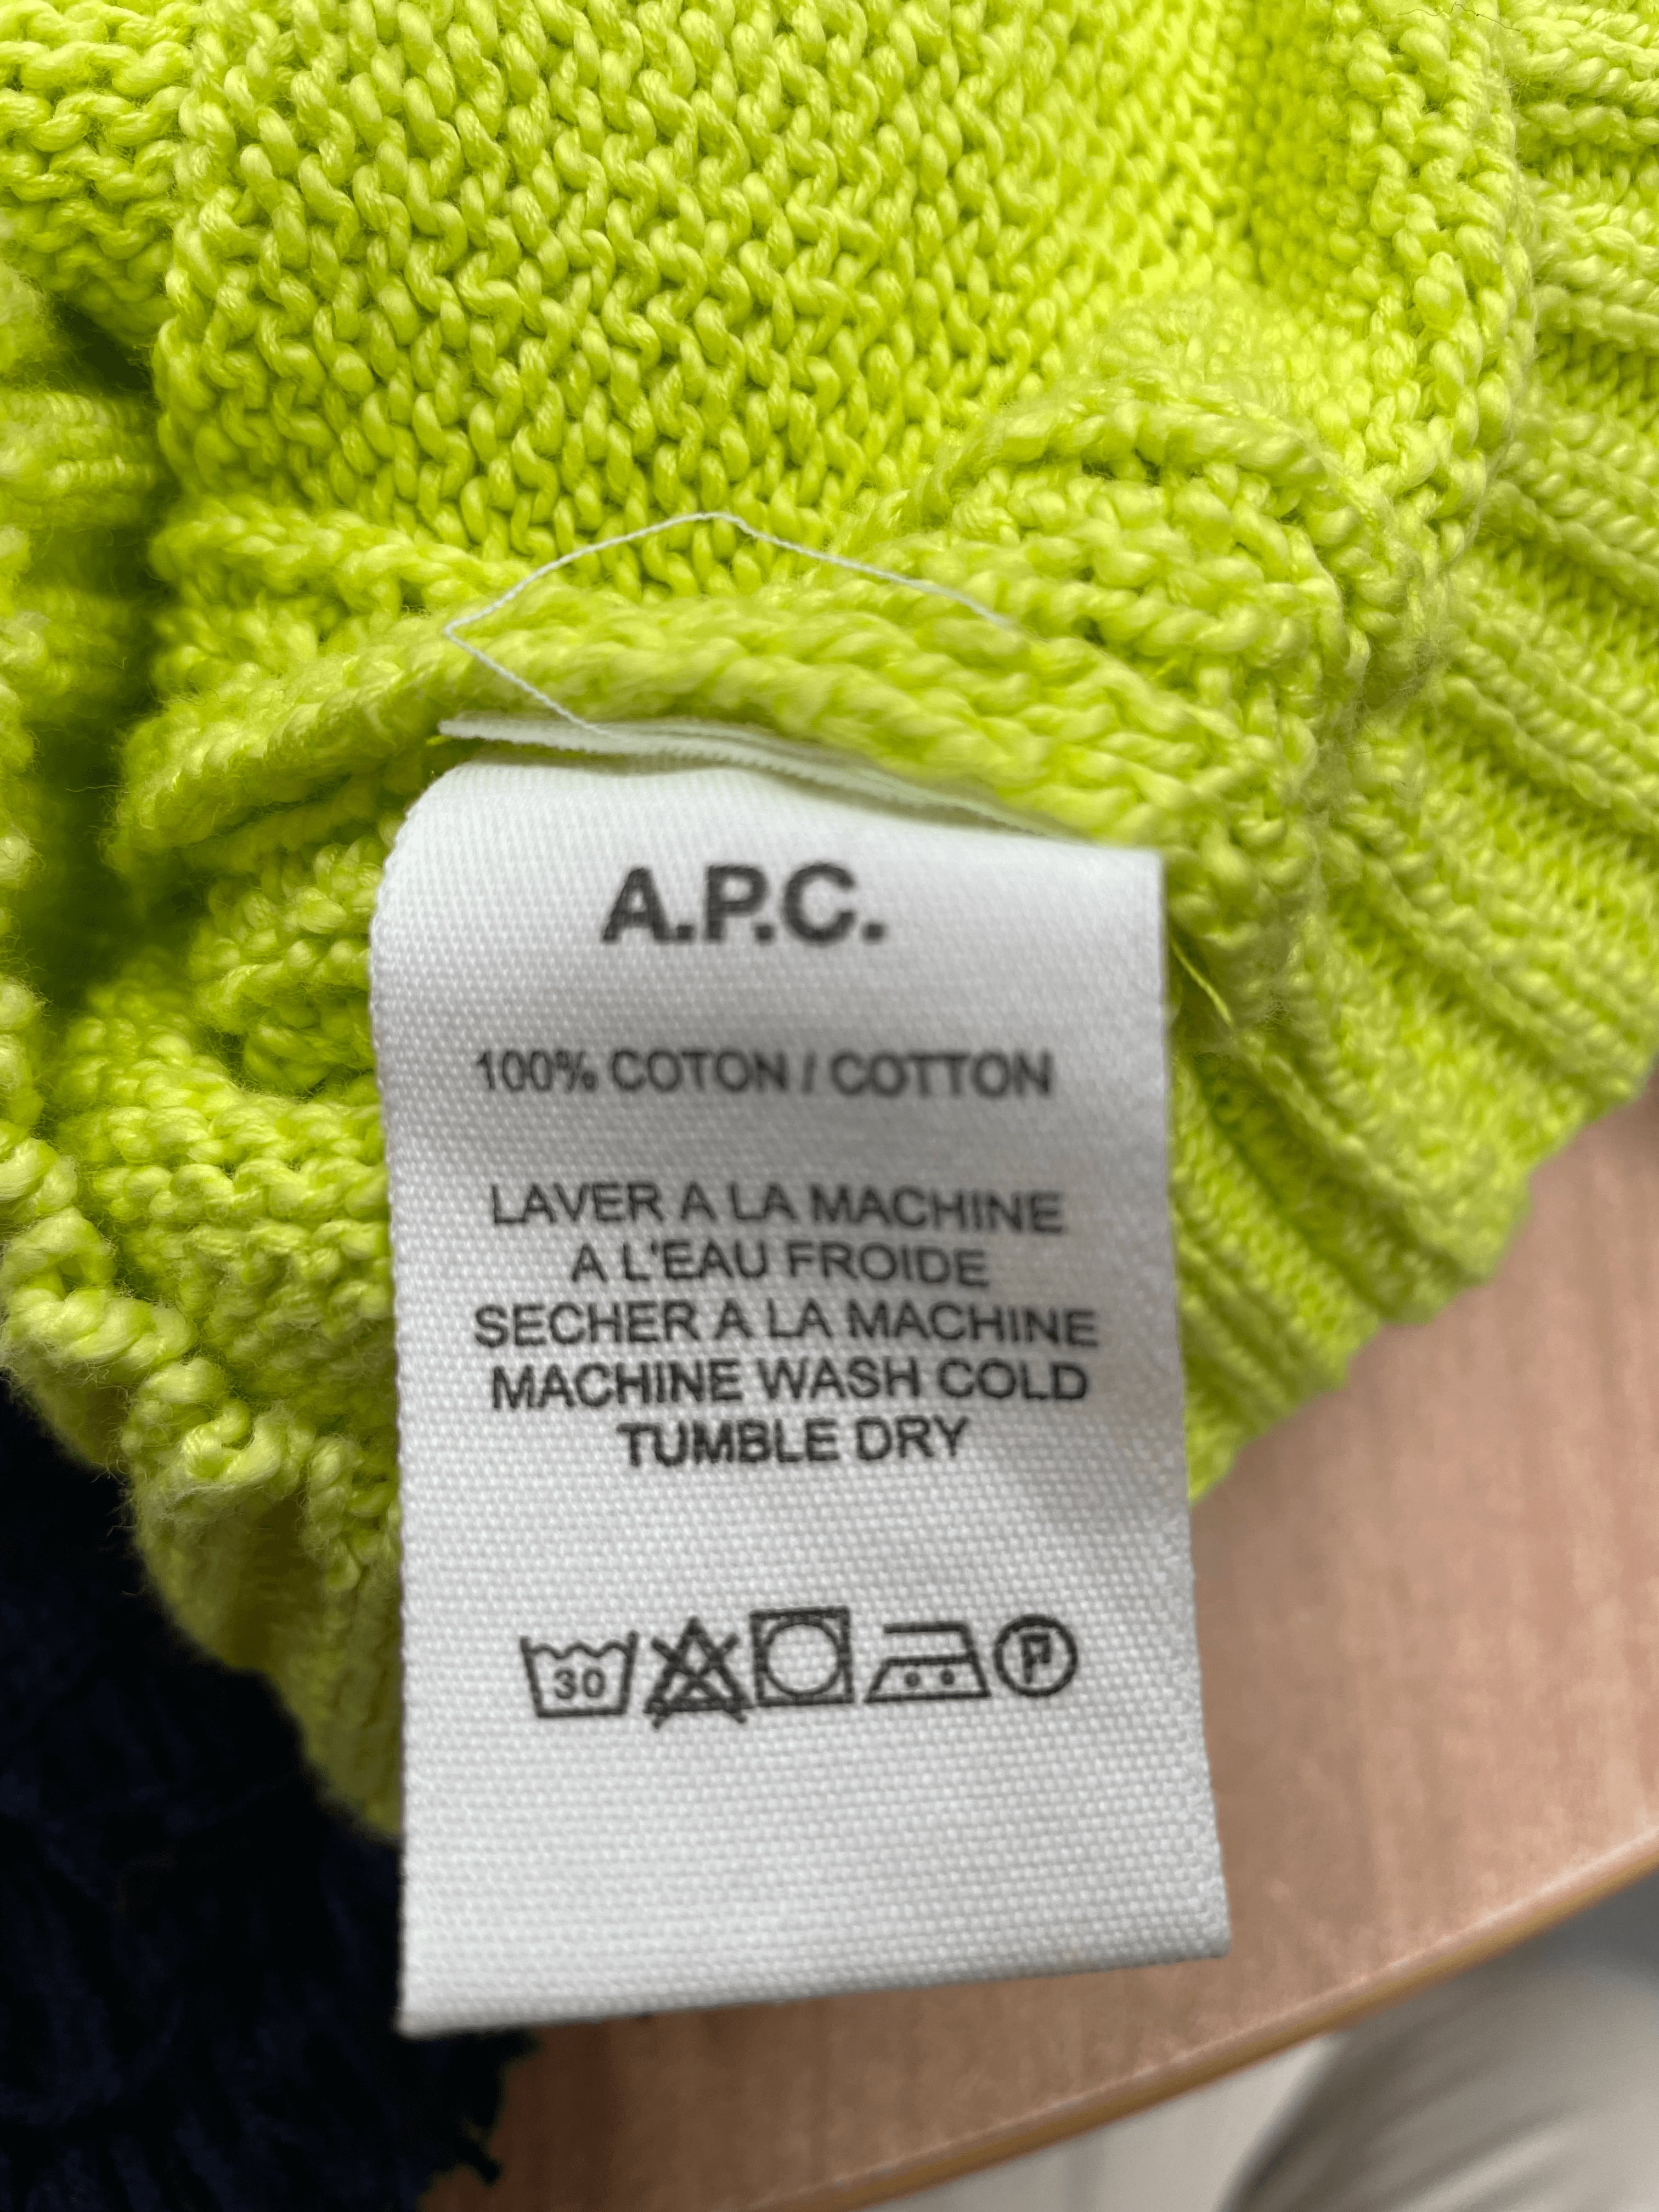 A.P.C.
100% COTON / COTTON
LAVER A LA MACHINE
A L'EAU FROIDE
SECHER A LA MACHINE
MACHINE WASH COLD
TUMBLE DRY
30 P